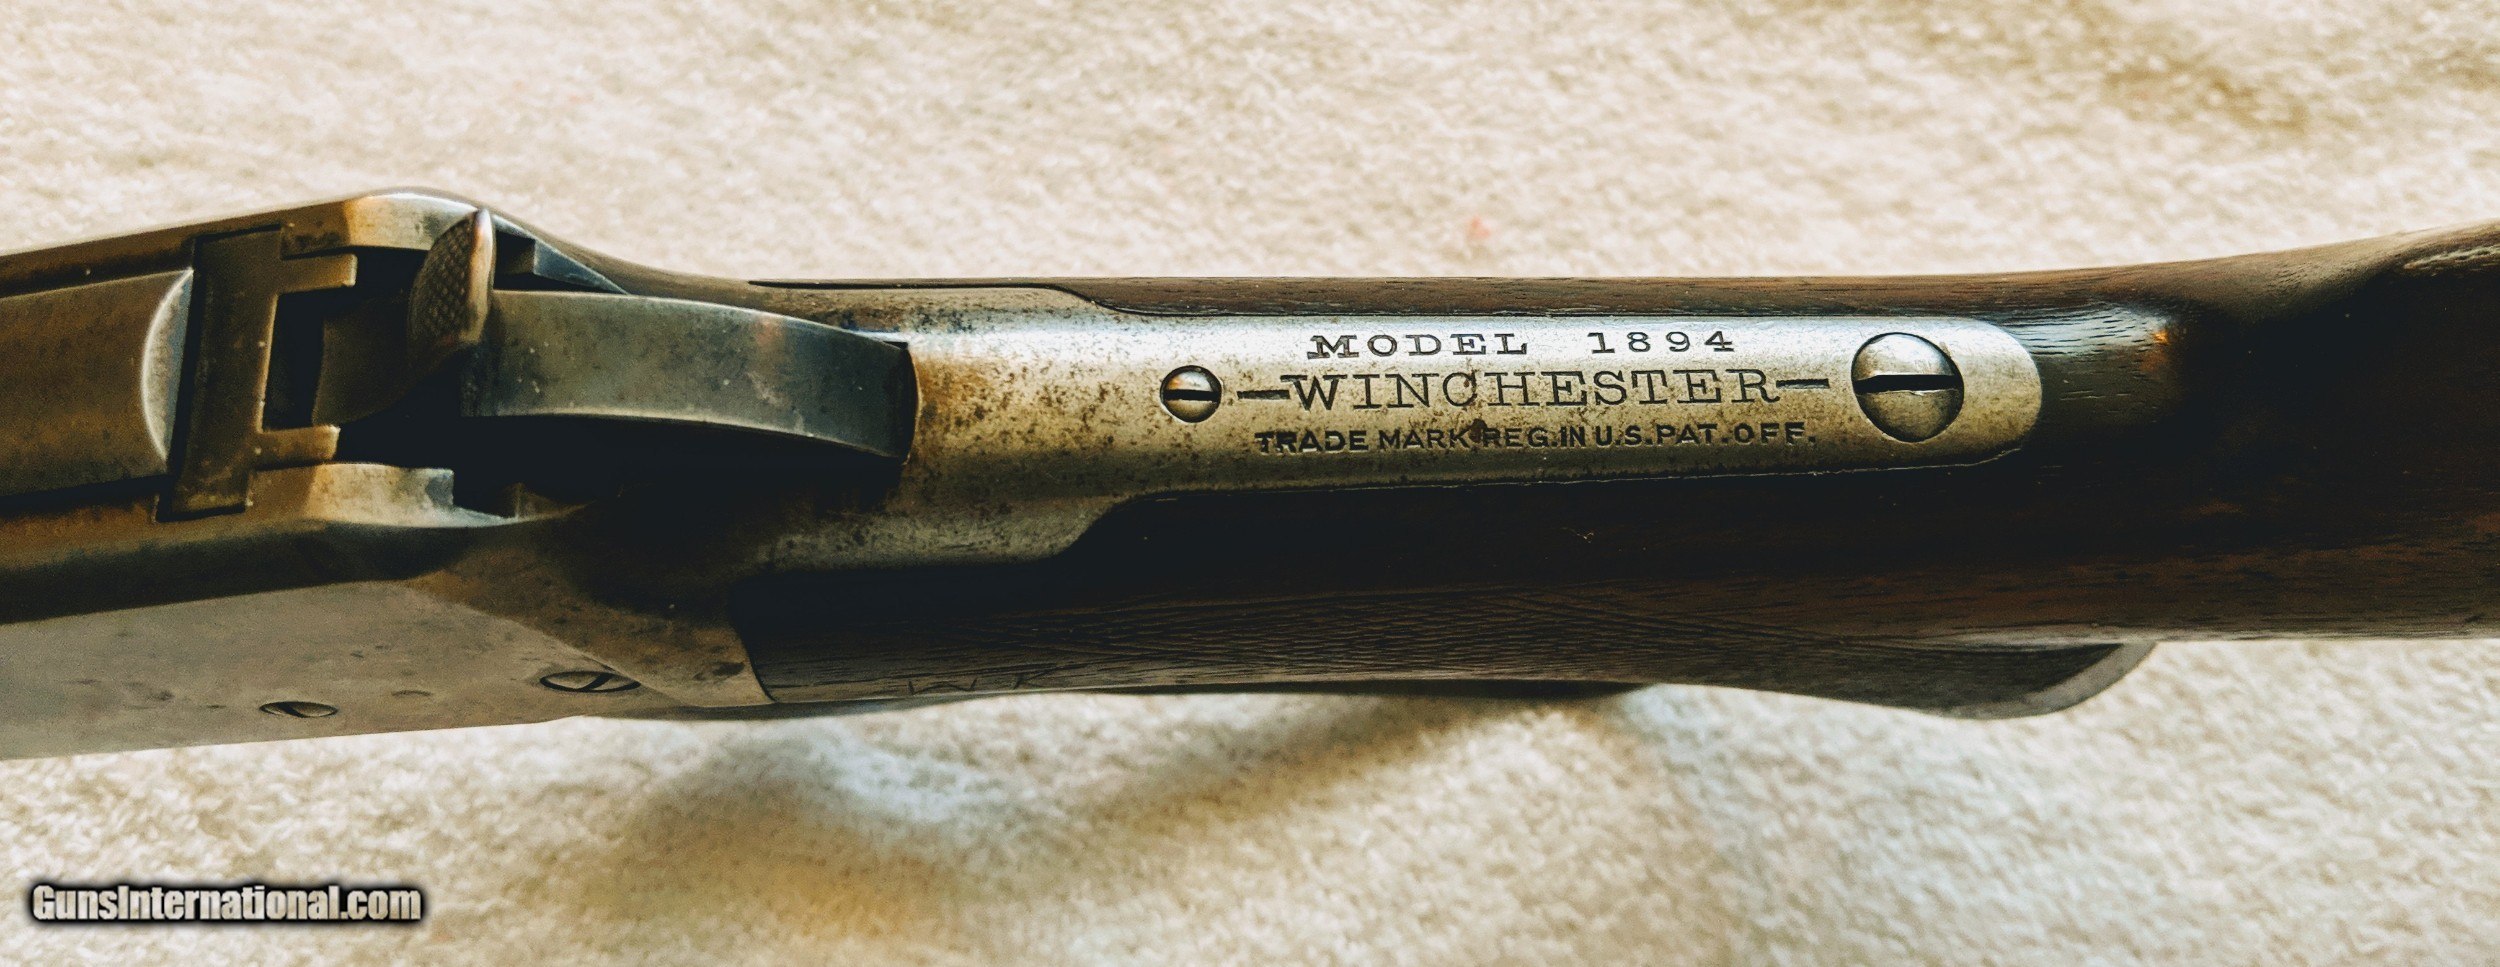 MODEL 1894
—WINCHESTER—
TRADE MARK REG. IN U.S. PAT. OFF.
GunsInternational.com